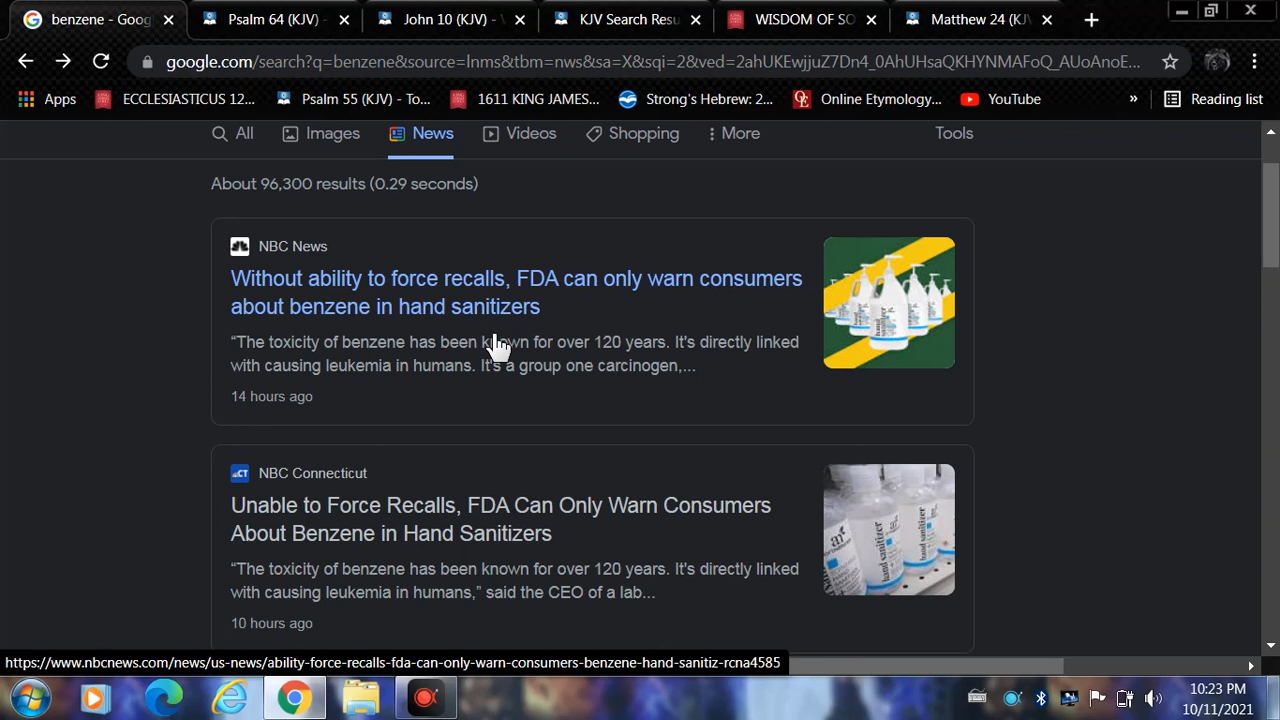 benzene - Goog
Psalm 64 (KJV) -
John 10 (KJV) -
KJV Search Resu
WISDOM OF SO
Matthew 24 (KJV
google.com/search?q=benzene&source=lnms&tbm=nws&sa=X&sqi=2&ved=2ahUKEwjjuZ7Dn4_0AhUHsaQKHYNMAFoQ_AUoAnoE...
Apps
ECCLESIASTICUS 12...
Psalm 55 (KJV) - To...
1611 KING JAMES...
Strong's Hebrew: 2...
OE Online Etymology...
YouTube
»
Reading list
All
Images
News
Videos
Shopping
More
Tools
About 96,300 results (0.29 seconds)
NBC News
Without ability to force recalls, FDA can only warn consumers
about benzene in hand sanitizers
“The toxicity of benzene has been known for over 120 years. It's directly linked
with causing leukemia in humans. It's a group one carcinogen,...
14 hours ago
hand sanitizer
CT NBC Connecticut
Unable to Force Recalls, FDA Can Only Warn Consumers
About Benzene in Hand Sanitizers
“The toxicity of benzene has been known for over 120 years. It's directly linked
with causing leukemia in humans,” said the CEO of a lab...
10 hours ago
hand sanitizer
hand sanitizer
https://www.nbcnews.com/news/us-news/ability-force-recalls-fda-can-only-warn-consumers-benzene-hand-sanitiz-rcna4585
10:23 PM
10/11/2021